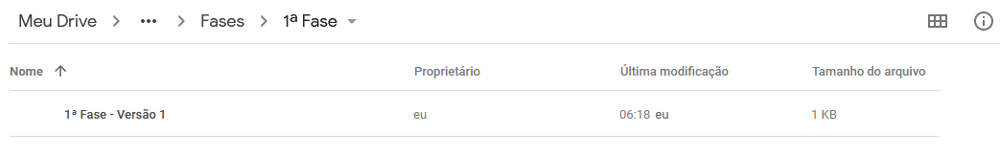 Meu Drive > ••• > Fases > 1ª Fase
Nome ↑ Proprietário Última modificação Tamanho do arquivo
1ª Fase - Versão 1 eu 06:18 eu 1 KB